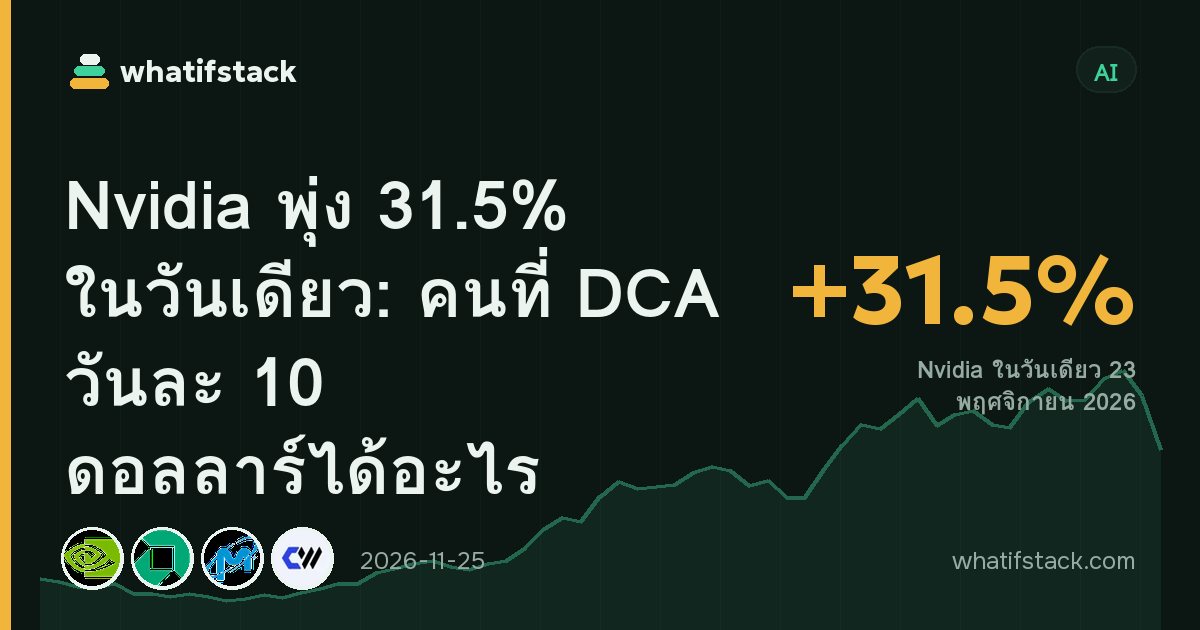 whatifstack
AI
Nvidia พุ่ง 31.5%
ในวันเดียว: คนที่ DCA
วันละ 10
ดอลลาร์ได้อะไร
+31.5%
Nvidia ในวันเดียว 23
พฤศจิกายน 2026
2026-11-25
whatifstack.com